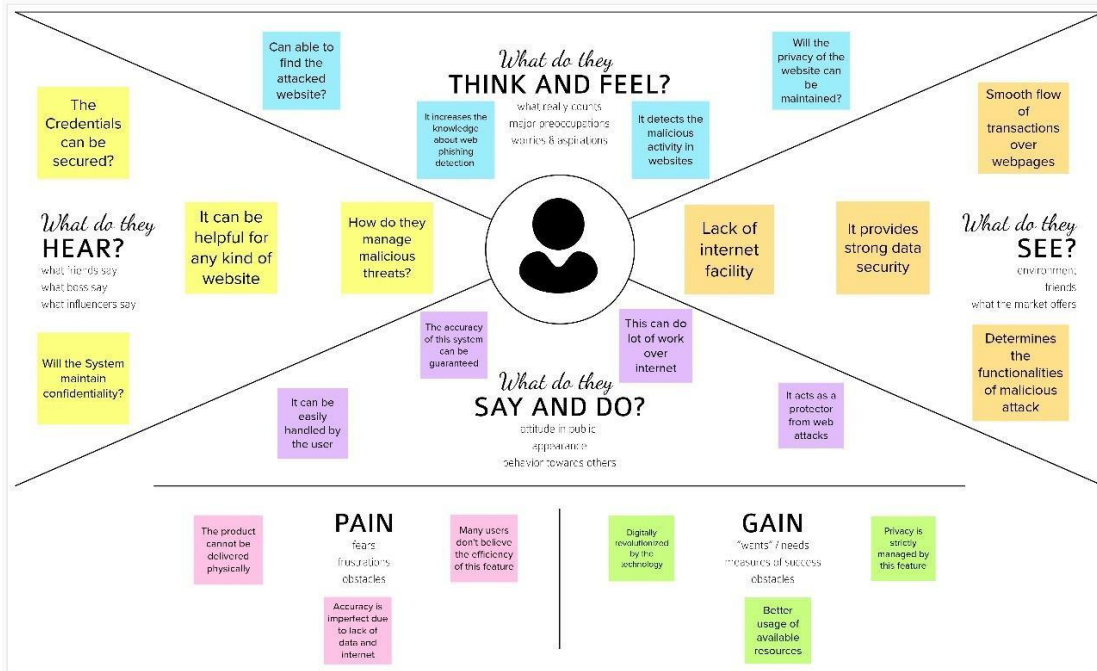 What do they
THINK AND FEEL?
what really counts
major preoccupations
worries & aspirations
Can able to
find the
attacked
website?
It increases the
knowledge
about web
phishing
detection
It detects the
malicious
activity in
websites
Will the
privacy of the
website can
be
maintained?
What do they
HEAR?
what friends say
what boss say
what influencers say
The
Credentials
can be
secured?
It can be
helpful for
any kind of
website
How do they
manage
malicious
threats?
Will the System
maintain
confidentiality?
What do they
SEE?
environment
friends
what the market offers
Smooth flow
of
transactions
over
webpages
Lack of
internet
facility
It provides
strong data
security
Determines
the
functionalities
of malicious
attack
What do they
SAY AND DO?
attitude in public
appearance
behavior towards others
The accuracy
of this system
can be
guaranteed
This can do
lot of work
over
internet
It can be
easily
handled by
the user
It acts as a
protector
from web
attacks
PAIN
fears
frustrations
obstacles
The product
cannot be
delivered
physically
Many users
don't believe
the efficiency
of this feature
Accuracy is
imperfect due
to lack of
data and
internet
GAIN
"wants" / needs
measures of success
obstacles
Digitally
revolutionized
by the
technology
Privacy is
strictly
managed by
this feature
Better
usage of
available
resources